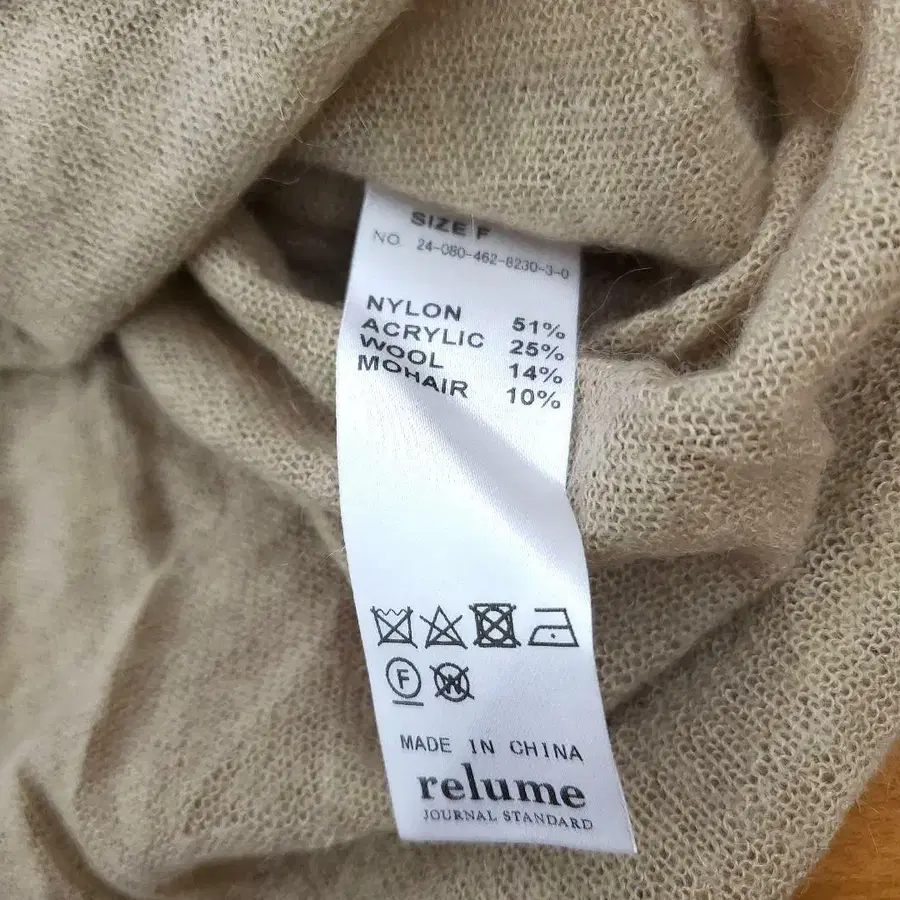 SIZE F
NO. 24-080-462-8230-3-0
NYLON 51%
ACRYLIC 25%
WOOL 14%
MOHAIR 10%
F W
MADE IN CHINA
relume
JOURNAL STANDARD